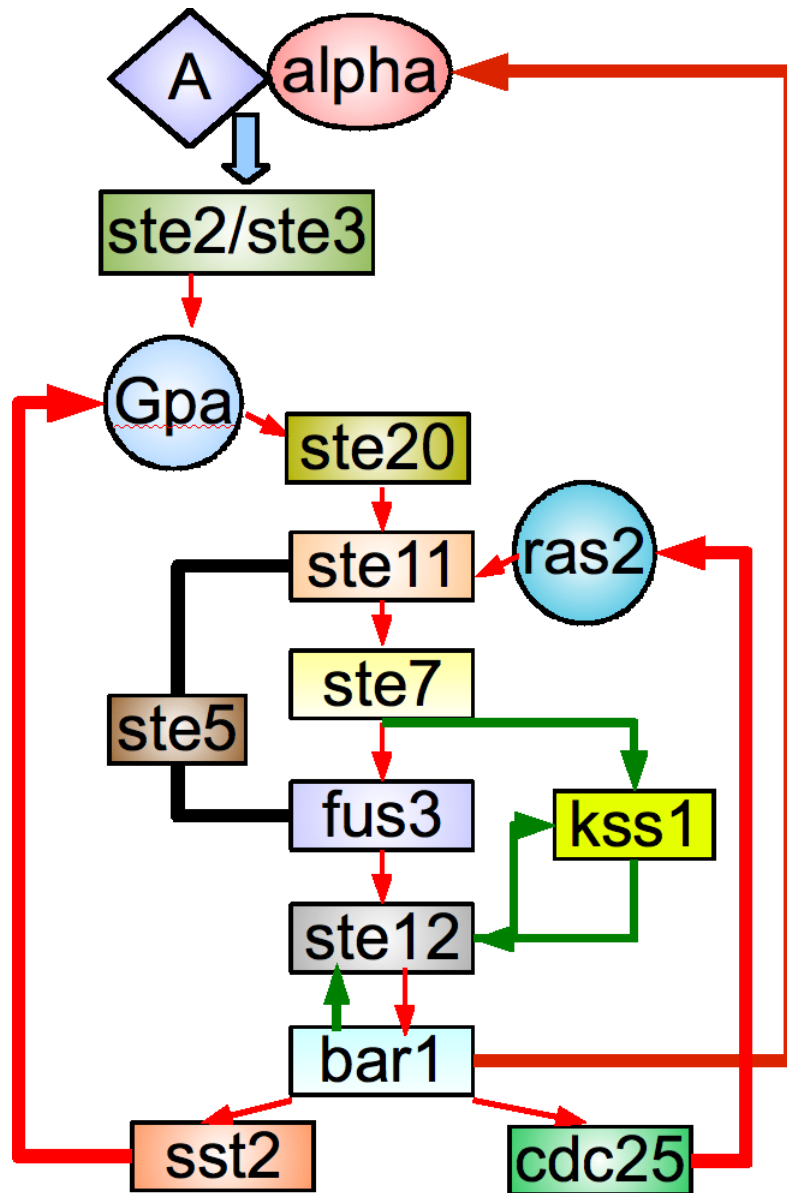 A
alpha
ste2/ste3
Gpa
ste20
ste11
ras2
ste7
ste5
fus3
kss1
ste12
bar1
sst2
cdc25